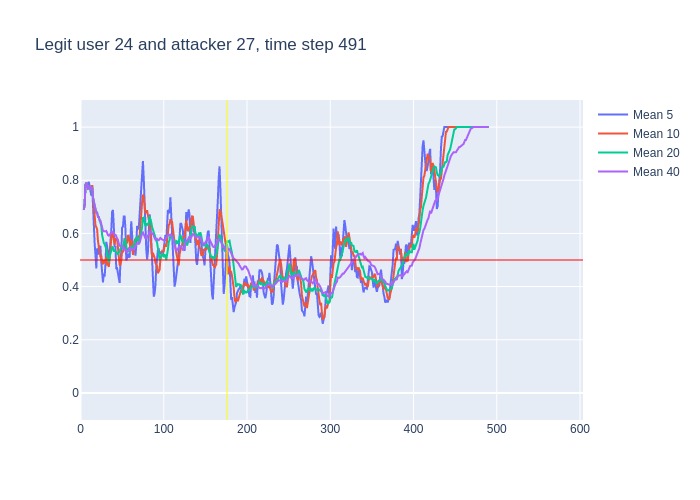 Legit user 24 and attacker 27, time step 491
Mean 5
Mean 10
Mean 20
Mean 40
1
0.8
0.6
0.4
0.2
0
0 100 200 300 400 500 600